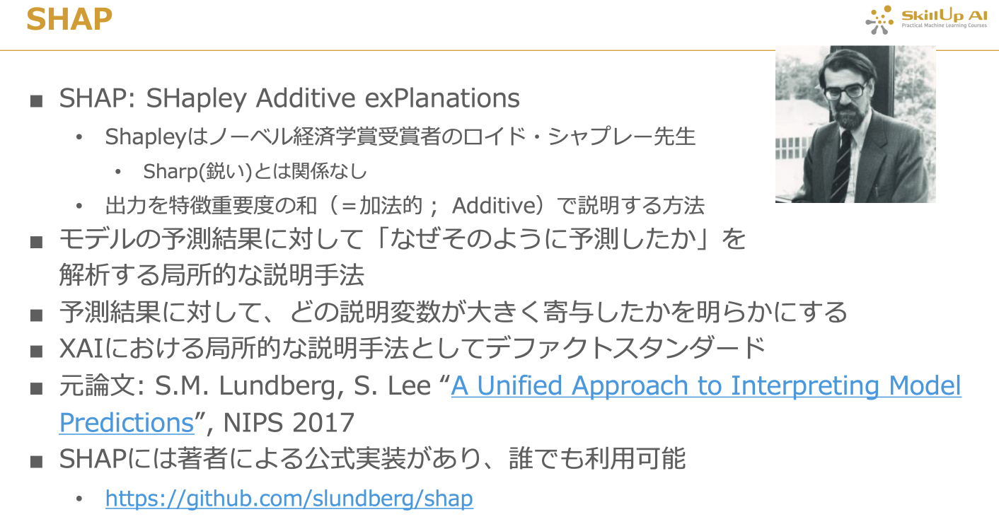 SHAP
SkillUp AI
Practical Machine Learning Courses
■ SHAP: SHapley Additive exPlanations
• Shapleyはノーベル経済学賞受賞者のロイド・シャプレー先生
• Sharp(鋭い)とは関係なし
• 出力を特徴重要度の和（＝加法的； Additive）で説明する方法
■ モデルの予測結果に対して「なぜそのように予測したか」を
解析する局所的な説明手法
■ 予測結果に対して、どの説明変数が大きく寄与したかを明らかにする
■ XAIにおける局所的な説明手法としてデファクトスタンダード
■ 元論文: S.M. Lundberg, S. Lee “A Unified Approach to Interpreting Model
Predictions”, NIPS 2017
■ SHAPには著者による公式実装があり、誰でも利用可能
• https://github.com/slundberg/shap